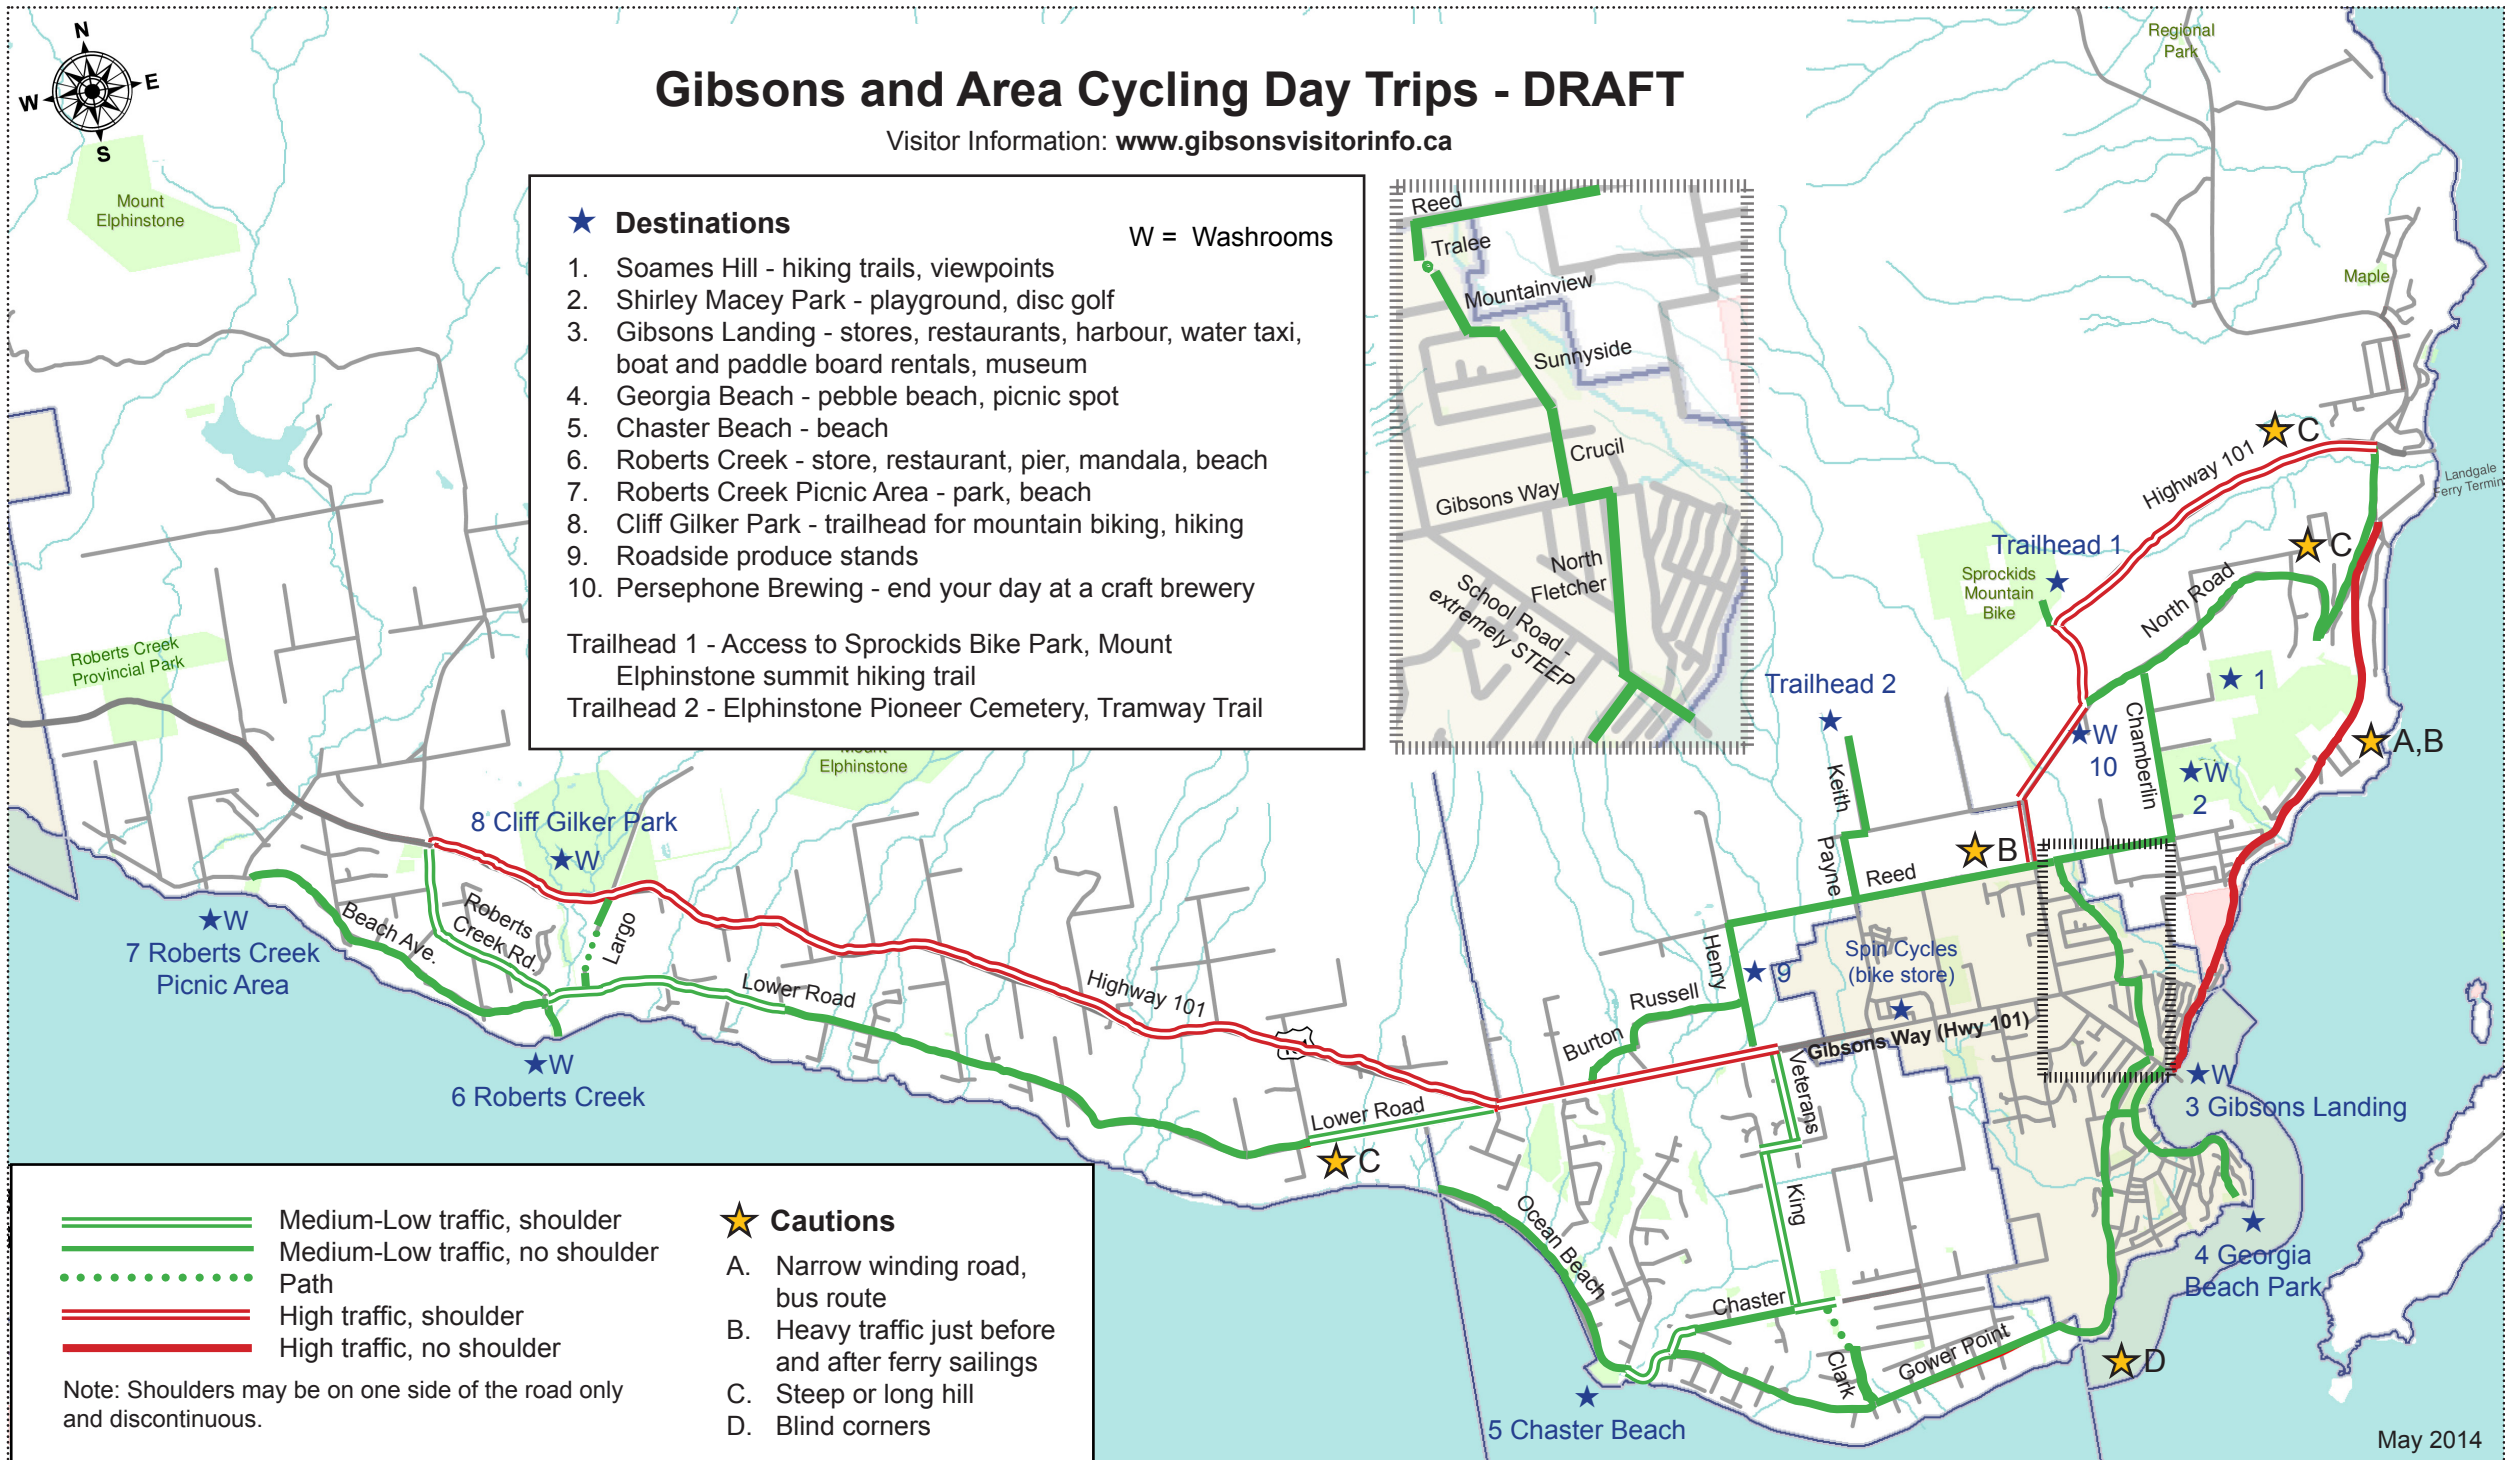 Gibsons and Area Cycling Day Trips - DRAFT
Visitor Information: www.gibsonsvisitorinfo.ca
N
E
W
S
Mount
Elphinstone
Regional
Park
★ Destinations
W = Washrooms
1. Soames Hill - hiking trails, viewpoints
2. Shirley Macey Park - playground, disc golf
3. Gibsons Landing - stores, restaurants, harbour, water taxi,
boat and paddle board rentals, museum
4. Georgia Beach - pebble beach, picnic spot
5. Chaster Beach - beach
6. Roberts Creek - store, restaurant, pier, mandala, beach
7. Roberts Creek Picnic Area - park, beach
8. Cliff Gilker Park - trailhead for mountain biking, hiking
9. Roadside produce stands
10. Persephone Brewing - end your day at a craft brewery
Trailhead 1 - Access to Sprockids Bike Park, Mount
Elphinstone summit hiking trail
Trailhead 2 - Elphinstone Pioneer Cemetery, Tramway Trail
Reed
Tralee
Mountainview
Sunnyside
Crucil
Gibsons Way
North
Fletcher
School Road -
extremely STEEP
Maple
C
Highway 101
Landgale
Ferry Termin
Trailhead 1
C
Sprockids
Mountain
Bike
North Road
1
Trailhead 2
Chamberlin
W
10
W
2
A,B
Keith
Payne
B
Reed
Roberts Creek
Provincial Park
Mount
Elphinstone
8 Cliff Gilker Park
W
W
7 Roberts Creek
Picnic Area
Beach Ave.
Roberts
Creek Rd.
Largo
Lower Road
Highway 101
W
6 Roberts Creek
Henry
9
Spin Cycles
(bike store)
Russell
Burton
Gibsons Way (Hwy 101)
Veterans
Lower Road
C
W
3 Gibsons Landing
King
Ocean Beach
Chaster
Clark
Gower Point
4 Georgia
Beach Park
D
5 Chaster Beach
Medium-Low traffic, shoulder
Medium-Low traffic, no shoulder
Path
High traffic, shoulder
High traffic, no shoulder
Note: Shoulders may be on one side of the road only
and discontinuous.
Cautions
A. Narrow winding road,
bus route
B. Heavy traffic just before
and after ferry sailings
C. Steep or long hill
D. Blind corners
May 2014